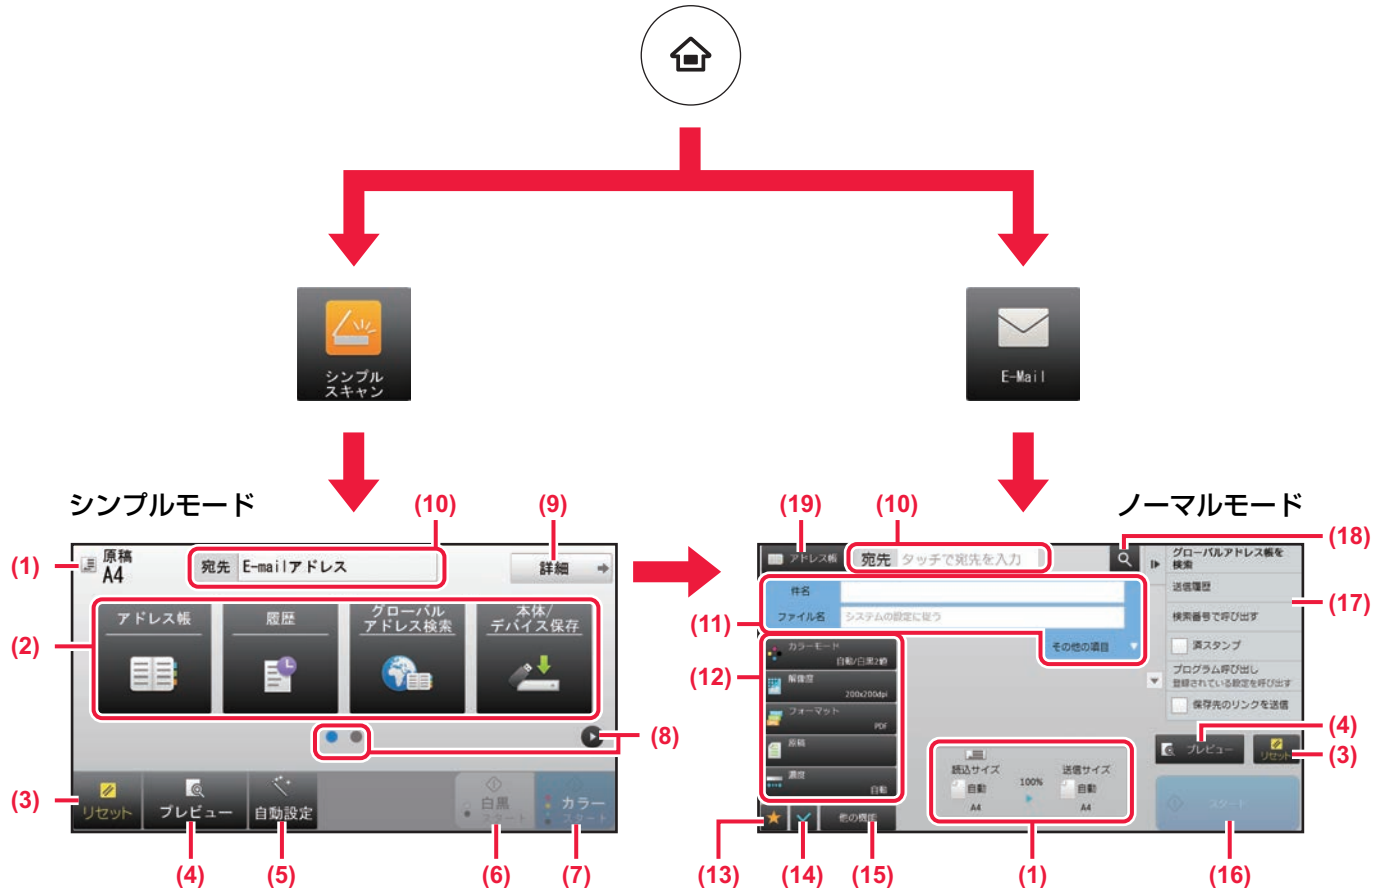 シンプル
スキャン
E-Mail
シンプルモード
(10)
(9)
(1)
原稿
A4
宛先 E-mailアドレス
詳細
(2)
アドレス帳
履歴
グローバル
アドレス検索
本体/
デバイス保存
(8)
(3)
リセット
プレビュー
自動設定
白黒
スタート
カラー
スタート
(4)
(5)
(6)
(7)
ノーマルモード
(19)
(10)
(18)
アドレス帳
宛先 タッチで宛先を入力
グローバルアドレス帳を
検索
件名
送信履歴
(17)
(11)
ファイル名 システムの設定に従う
検索番号で呼び出す
その他の項目
済スタンプ
(12)
カラーモード
自動/白黒2値
プログラム呼び出し
登録されている設定を呼び出す
解像度
200x200dpi
保存先のリンクを送信
フォーマット
PDF
(4)
プレビュー
リセット
(3)
原稿
濃度
自動
読込サイズ
自動
A4
100%
送信サイズ
自動
A4
スタート
他の機能
(13)
(14)
(15)
(1)
(16)